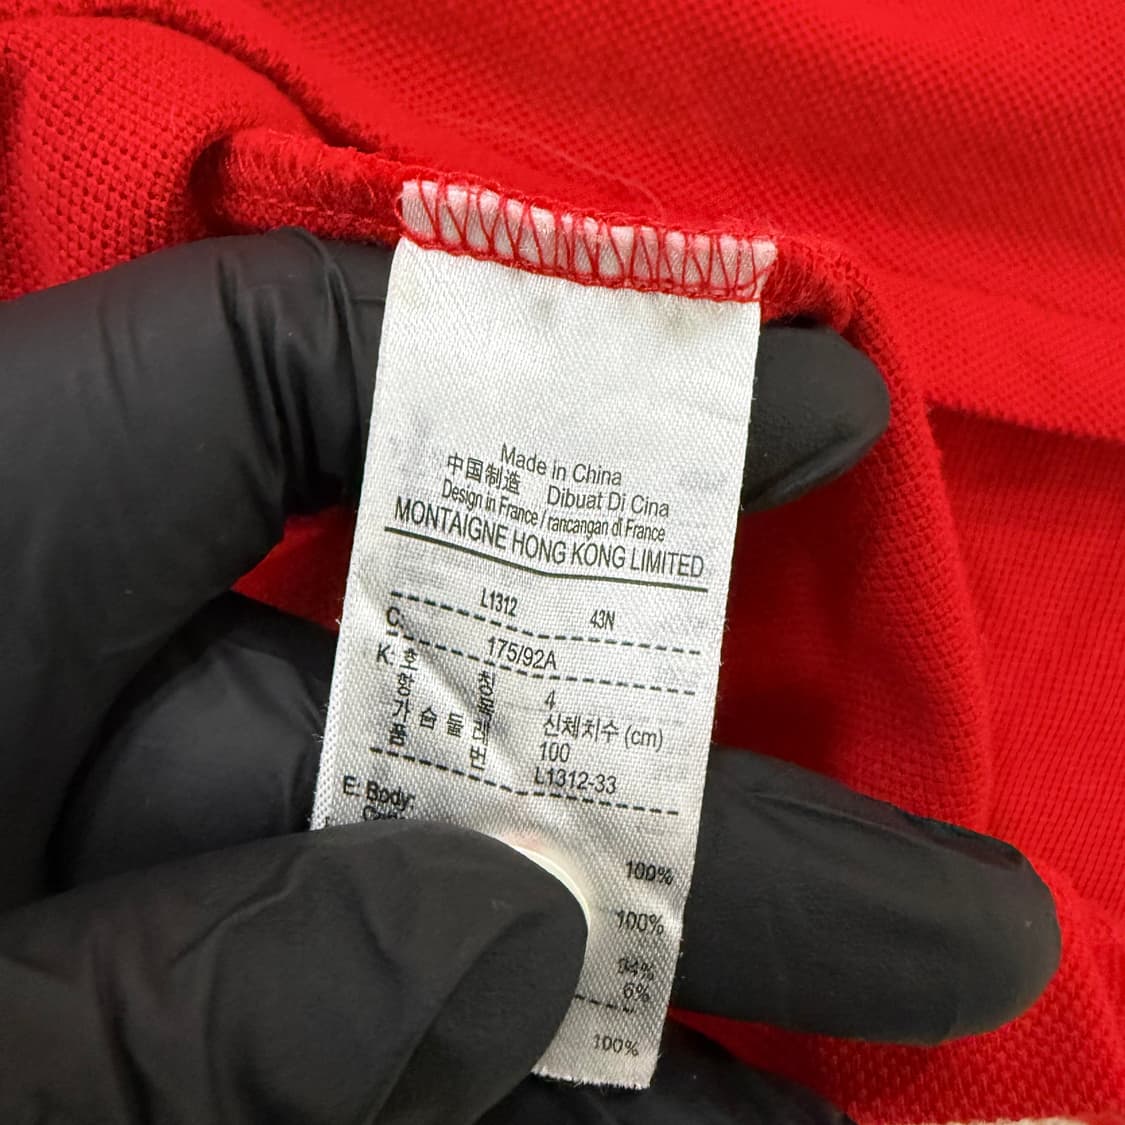 Made in China
中国制造 Dibuat Di Cina
Design in France / rancangan di France
MONTAIGNE HONG KONG LIMITED
L1312 43N
C: 175/92A
K: 호 칭 4
가슴둘레 신체치수 (cm)
100
품 번 L1312-33
E: Body:
100%
100%
94%
6%
100%